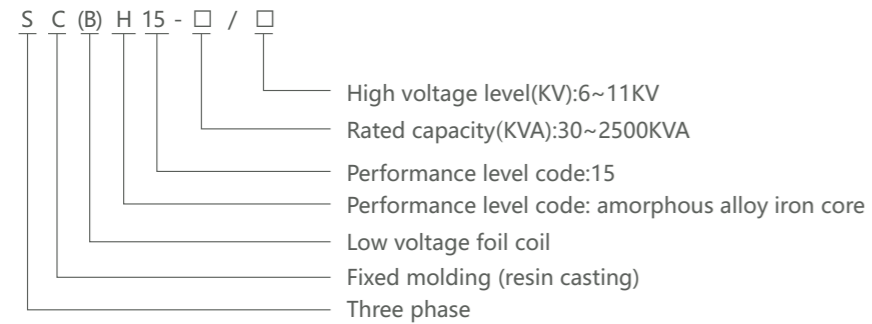 S C (B) H 15 - □ / □
High voltage level(KV):6~11KV
Rated capacity(KVA):30~2500KVA
Performance level code:15
Performance level code: amorphous alloy iron core
Low voltage foil coil
Fixed molding (resin casting)
Three phase